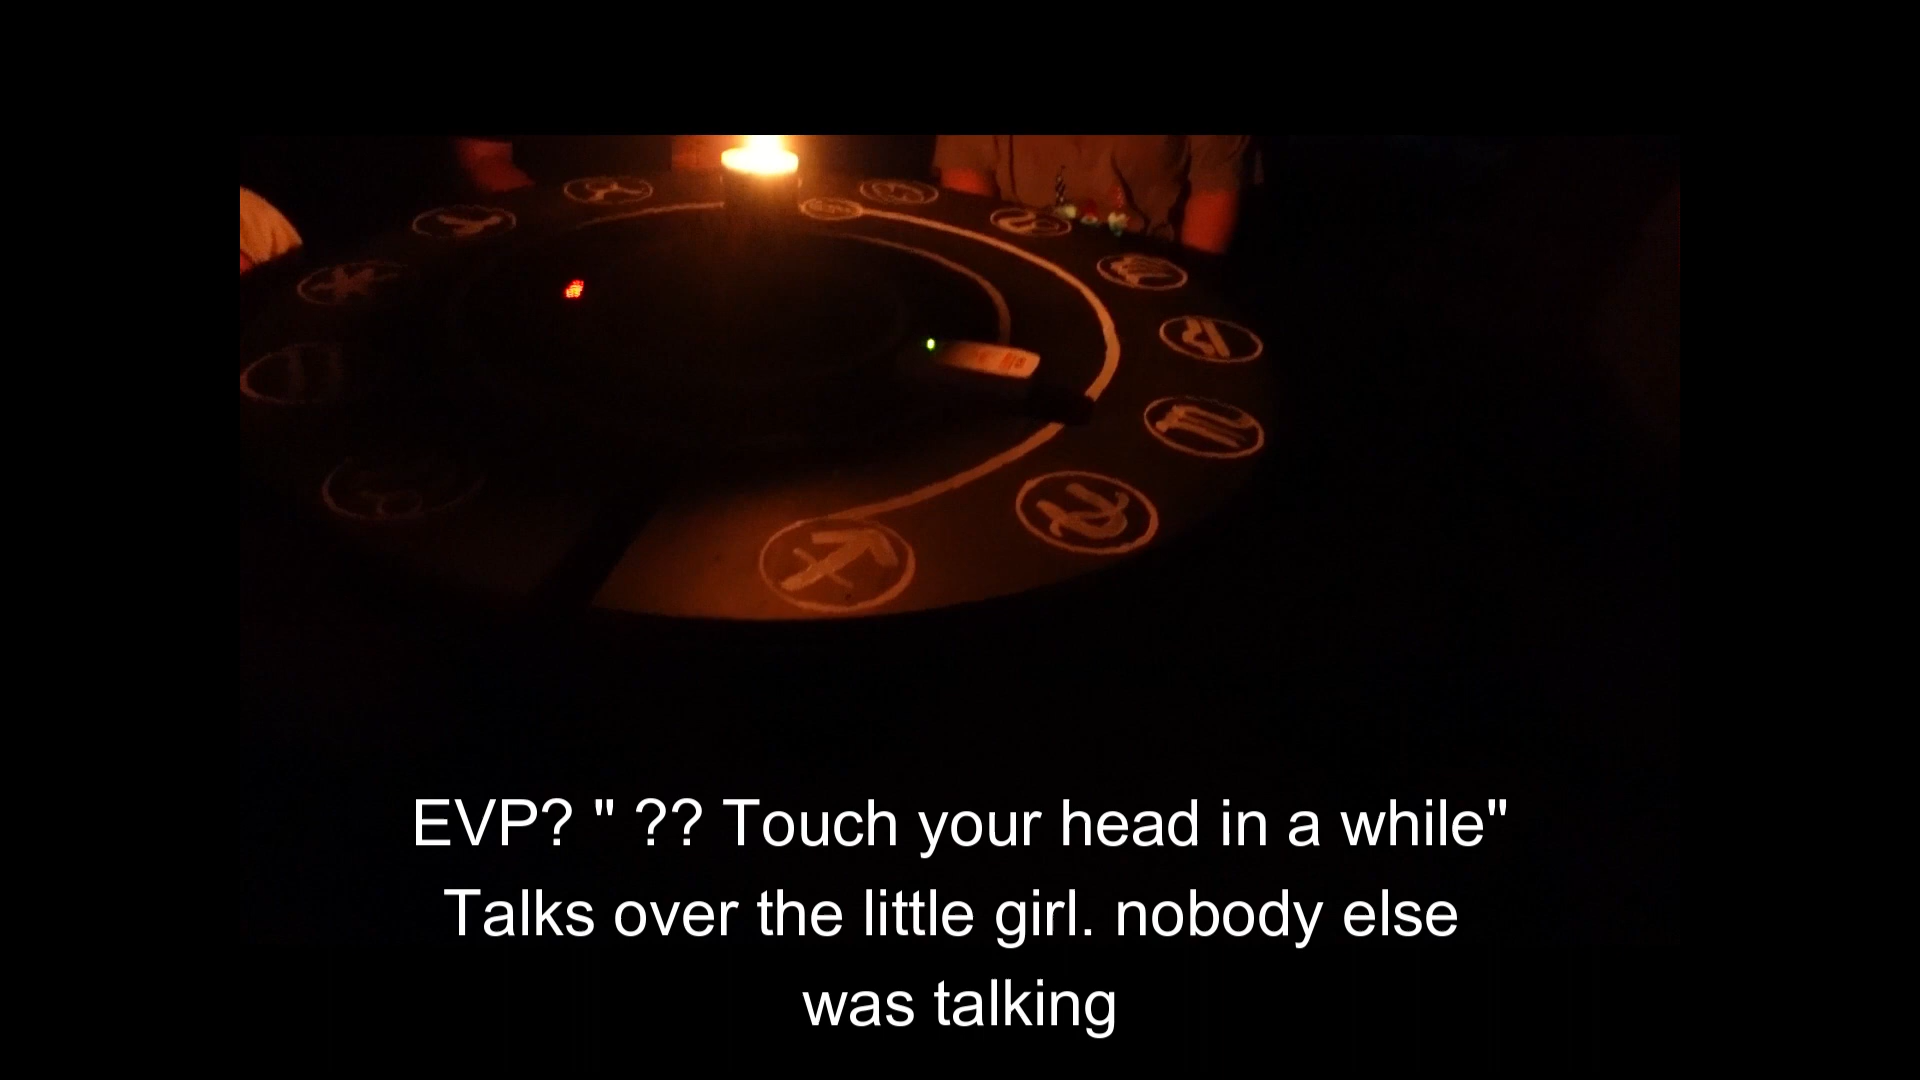 EVP? " ?? Touch your head in a while"
Talks over the little girl. nobody else
was talking